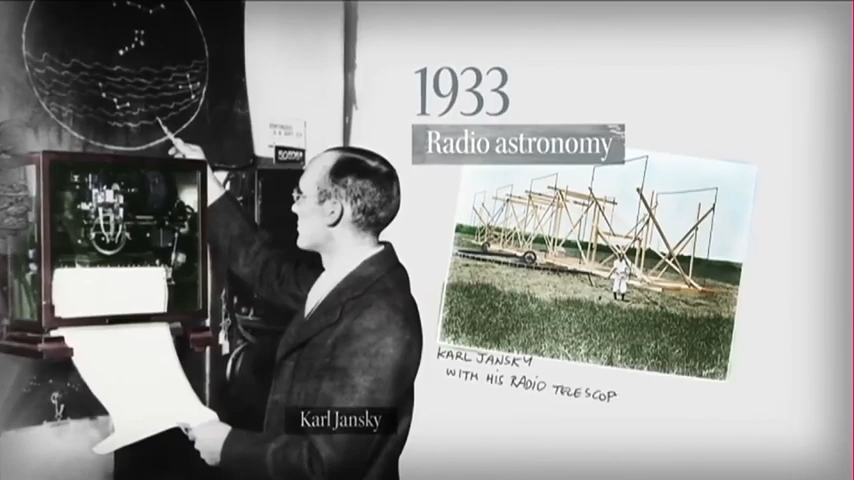 1933
Radio astronomy
KARL JANSKY
WITH HIS RADIO TELESCOP
Karl Jansky